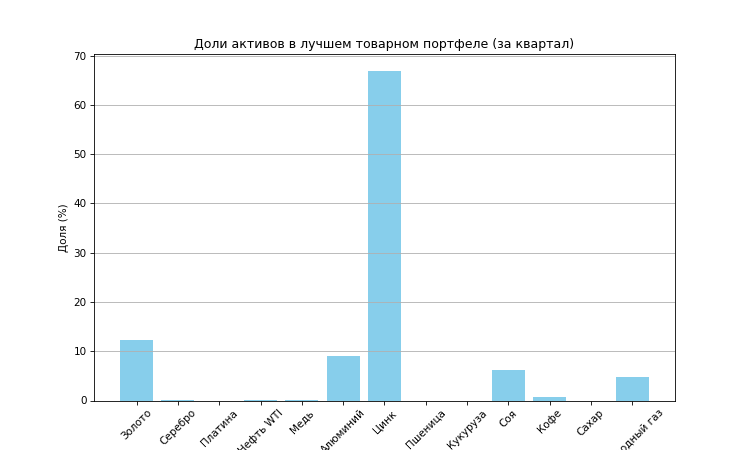 Доли активов в лучшем товарном портфеле (за квартал)
70
60
50
40
30
20
10
0
Доля (%)
Золото
Серебро
Платина
Нефть WTI
Медь
Алюминий
Цинк
Пшеница
Кукуруза
Соя
Кофе
Сахар
газ